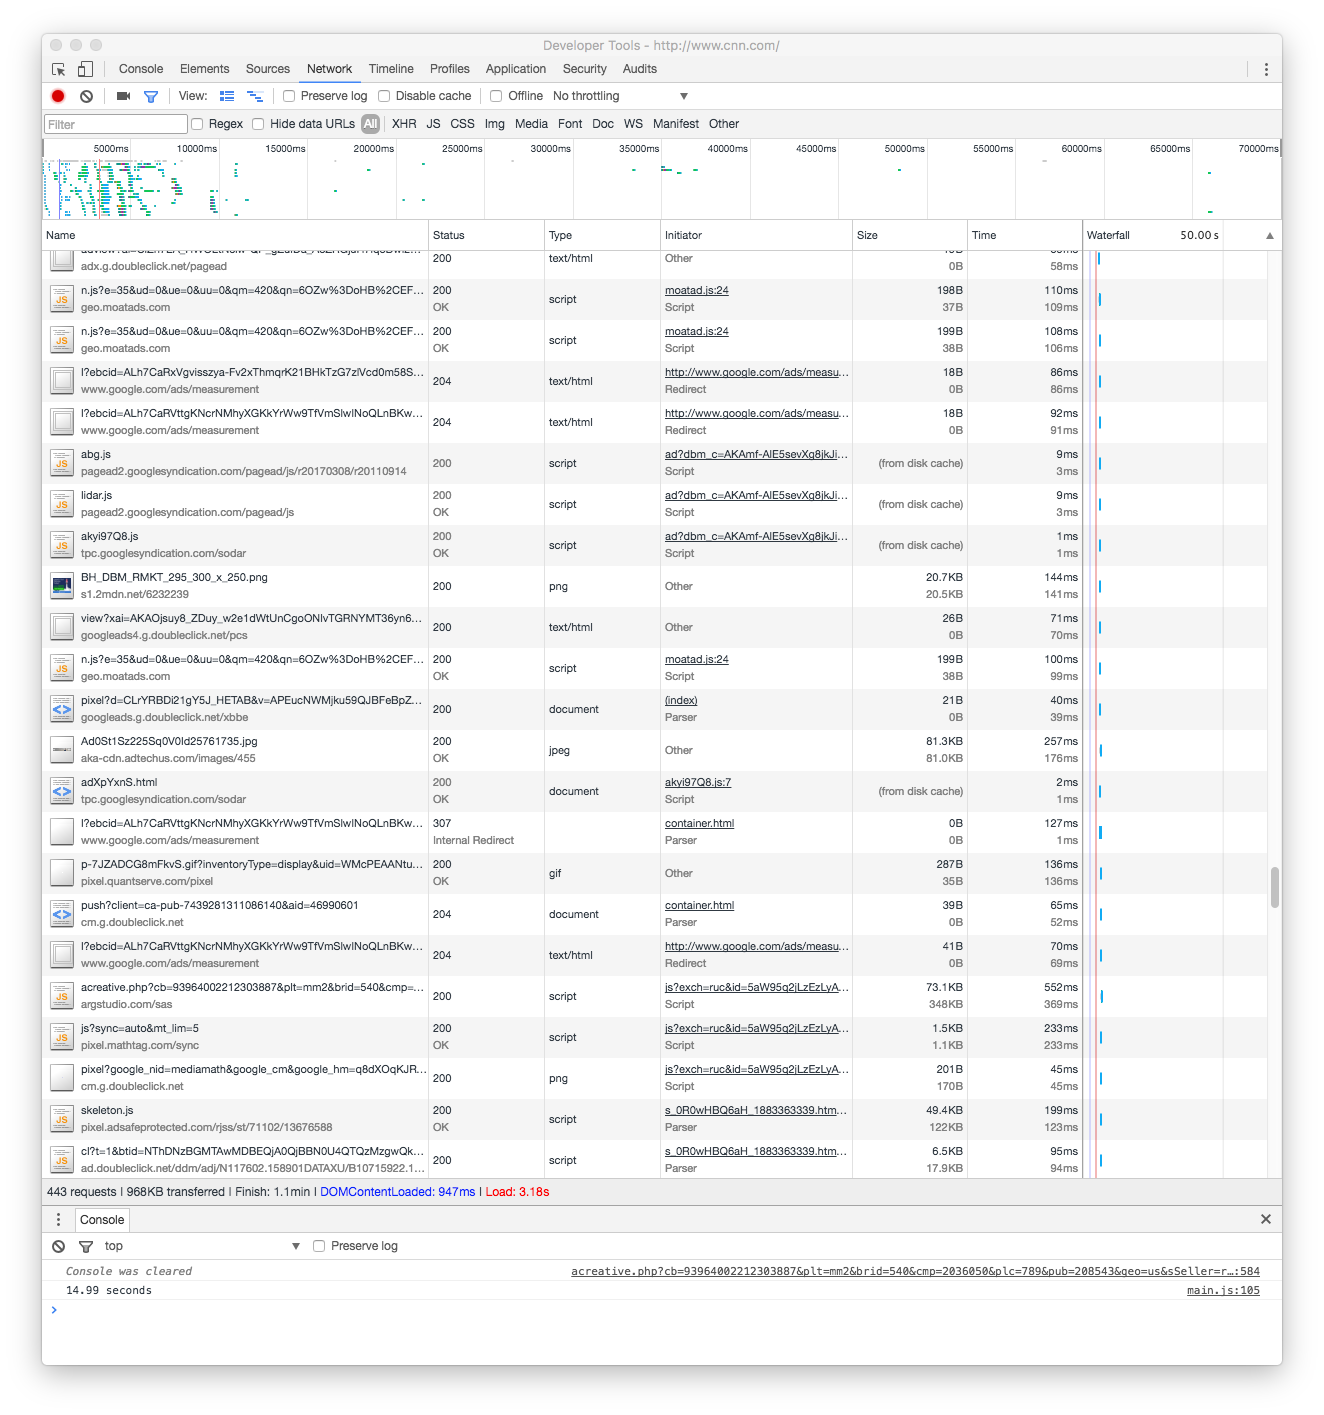 Developer Tools - http://www.cnn.com/
Console Elements Sources Network Timeline Profiles Application Security Audits
View: Preserve log Disable cache Offline No throttling
Filter Regex Hide data URLs All XHR JS CSS Img Media Font Doc WS Manifest Other
5000ms 10000ms 15000ms 20000ms 25000ms 30000ms 35000ms 40000ms 45000ms 50000ms 55000ms 60000ms 65000ms 70000ms
Name Status Type Initiator Size Time Waterfall 50.00 s
200 text/html Other
adx.g.doubleclick.net/pagead 0B 58ms
n.js?e=35&ud=0&ue=0&uu=0&qm=420&qn=6OZw%3DoHB%2CEF… 200 script moatad.js:24 198B 110ms
geo.moatads.com OK Script 37B 109ms
n.js?e=35&ud=0&ue=0&uu=0&qm=420&qn=6OZw%3DoHB%2CEF… 200 script moatad.js:24 199B 108ms
geo.moatads.com OK Script 38B 106ms
l?ebcid=ALh7CaRxVgvisszya-Fv2xThmqrK21BHkTzG7zlVcd0m58S… 204 text/html http://www.google.com/ads/measu… 18B 86ms
www.google.com/ads/measurement Redirect 0B 86ms
l?ebcid=ALh7CaRVttgKNcrNMhyXGKkYrWw9TfVmSlwINoQLnBKw… 204 text/html http://www.google.com/ads/measu… 18B 92ms
www.google.com/ads/measurement Redirect 0B 91ms
abg.js 200 script ad?dbm_c=AKAmf-AlE5sevXg8jkJi… (from disk cache) 9ms
pagead2.googlesyndication.com/pagead/js/r20170308/r20110914 Script 3ms
lidar.js 200 script ad?dbm_c=AKAmf-AlE5sevXg8jkJi… (from disk cache) 9ms
pagead2.googlesyndication.com/pagead/js OK Script 3ms
akyi97Q8.js 200 script ad?dbm_c=AKAmf-AlE5sevXg8jkJi… (from disk cache) 1ms
tpc.googlesyndication.com/sodar OK Script 1ms
BH_DBM_RMKT_295_300_x_250.png 200 png Other 20.7KB 144ms
s1.2mdn.net/6232239 20.5KB 141ms
view?xai=AKAOjsuy8_ZDuy_w2e1dWtUnCgoONlvTGRNYMT36yn6… 200 text/html Other 26B 71ms
googleads4.g.doubleclick.net/pcs 0B 70ms
n.js?e=35&ud=0&ue=0&uu=0&qm=420&qn=6OZw%3DoHB%2CEF… 200 script moatad.js:24 199B 100ms
geo.moatads.com OK Script 38B 99ms
pixel?d=CLrYRBDi21gY5J_HETAB&v=APEucNWMjku59QJBFeBpZ… 200 document (index) 21B 40ms
googleads.g.doubleclick.net/xbbe Parser 0B 39ms
Ad0St1Sz225Sq0V0Id25761735.jpg 200 jpeg Other 81.3KB 257ms
aka-cdn.adtechus.com/images/455 OK 81.0KB 176ms
adXpYxnS.html 200 document akyi97Q8.js:7 (from disk cache) 2ms
tpc.googlesyndication.com/sodar OK Script 1ms
l?ebcid=ALh7CaRVttgKNcrNMhyXGKkYrWw9TfVmSlwINoQLnBKw… 307 container.html 0B 127ms
www.google.com/ads/measurement Internal Redirect Parser 0B 1ms
p-7JZADCG8mFkvS.gif?inventoryType=display&uid=WMcPEAANtu… 200 gif Other 287B 136ms
pixel.quantserve.com/pixel OK 35B 136ms
push?client=ca-pub-7439281311086140&aid=46990601 204 document container.html 39B 65ms
cm.g.doubleclick.net Parser 0B 52ms
l?ebcid=ALh7CaRVttgKNcrNMhyXGKkYrWw9TfVmSlwINoQLnBKw… 204 text/html http://www.google.com/ads/measu… 41B 70ms
www.google.com/ads/measurement Redirect 0B 69ms
acreative.php?cb=93964002212303887&plt=mm2&brid=540&cmp=… 200 script js?exch=ruc&id=5aW95q2jLzEzLyA… 73.1KB 552ms
argstudio.com/sas Script 348KB 369ms
js?sync=auto&mt_lim=5 200 script js?exch=ruc&id=5aW95q2jLzEzLyA… 1.5KB 233ms
pixel.mathtag.com/sync OK Script 1.1KB 233ms
pixel?google_nid=mediamath&google_cm&google_hm=q8dXOqKJR… 200 png js?exch=ruc&id=5aW95q2jLzEzLyA… 201B 45ms
cm.g.doubleclick.net Script 170B 45ms
skeleton.js 200 script s_0R0wHBQ6aH_1883363339.htm… 49.4KB 199ms
pixel.adsafeprotected.com/rjss/st/71102/13676588 OK Parser 122KB 123ms
cl?t=1&btid=NThDNzBGMTAwMDBEQjA0QjBBN0U4QTQzMzgwQk… 200 script s_0R0wHBQ6aH_1883363339.htm… 6.5KB 95ms
ad.doubleclick.net/ddm/adj/N117602.158901DATAXU/B10715922.1… Parser 17.9KB 94ms
443 requests | 968KB transferred | Finish: 1.1min | DOMContentLoaded: 947ms | Load: 3.18s
Console
top Preserve log
Console was cleared acreative.php?cb=93964002212303887&plt=mm2&brid=540&cmp=2036050&plc=789&pub=208543&geo=us&sSeller=r…:584
14.99 seconds main.js:105